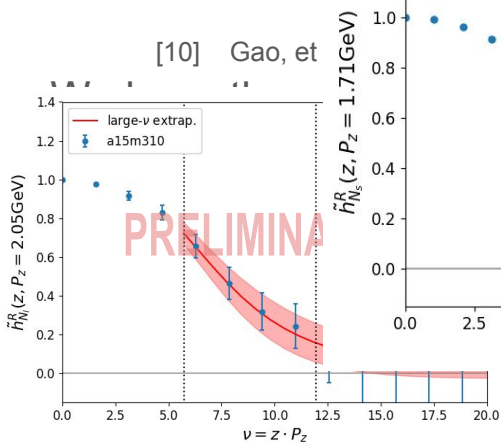 [10] Gao, et
1.4
1.2
1.0
0.8
0.6
0.4
0.2
0.0
h̃ᴿ_{N_l}(z, P_z = 2.05GeV)
large-ν extrap.
a15m310
PRELIMINA
0.0 2.5 5.0 7.5 10.0 12.5 15.0 17.5 20.0
ν = z · P_z
1.0
0.8
0.6
0.4
0.2
0.0
h̃ᴿ_{N_s}(z, P_z = 1.71GeV)
0.0 2.5